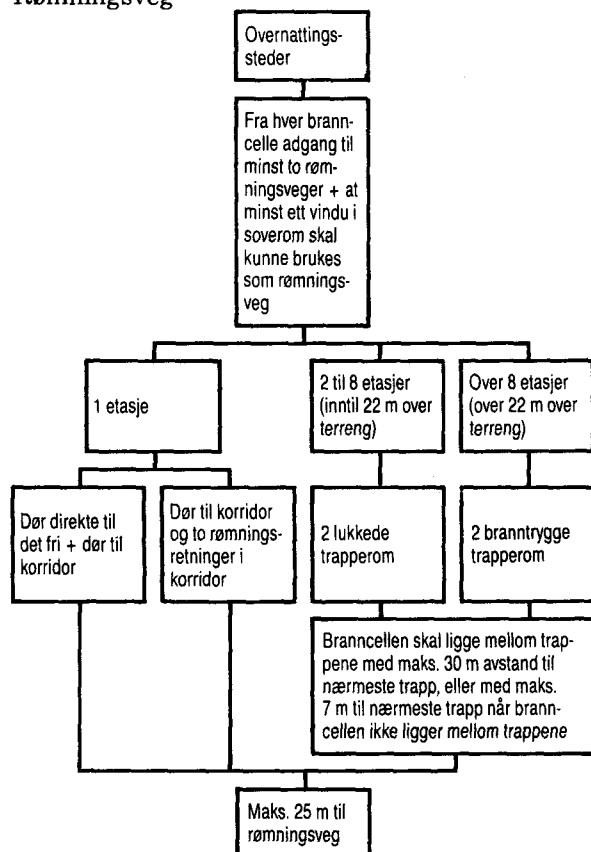 Rømningsveg
Overnattings-
steder
Fra hver brann-
celle adgang til
minst to røm-
ningsveger + at
minst ett vindu i
soverom skal
kunne brukes
som rømnings-
veg
1 etasje
2 til 8 etasjer
(inntil 22 m over
terreng)
Over 8 etasjer
(over 22 m over
terreng)
Dør direkte til
det fri + dør til
korridor
Dør til korridor
og to rømnings-
retninger i
korridor
2 lukkede
trapperom
2 branntrygge
trapperom
Branncellen skal ligge mellom trap-
pene med maks. 30 m avstand til
nærmeste trapp, eller med maks.
7 m til nærmeste trapp når brann-
cellen ikke ligger mellom trappene
Maks. 25 m til
rømningsveg